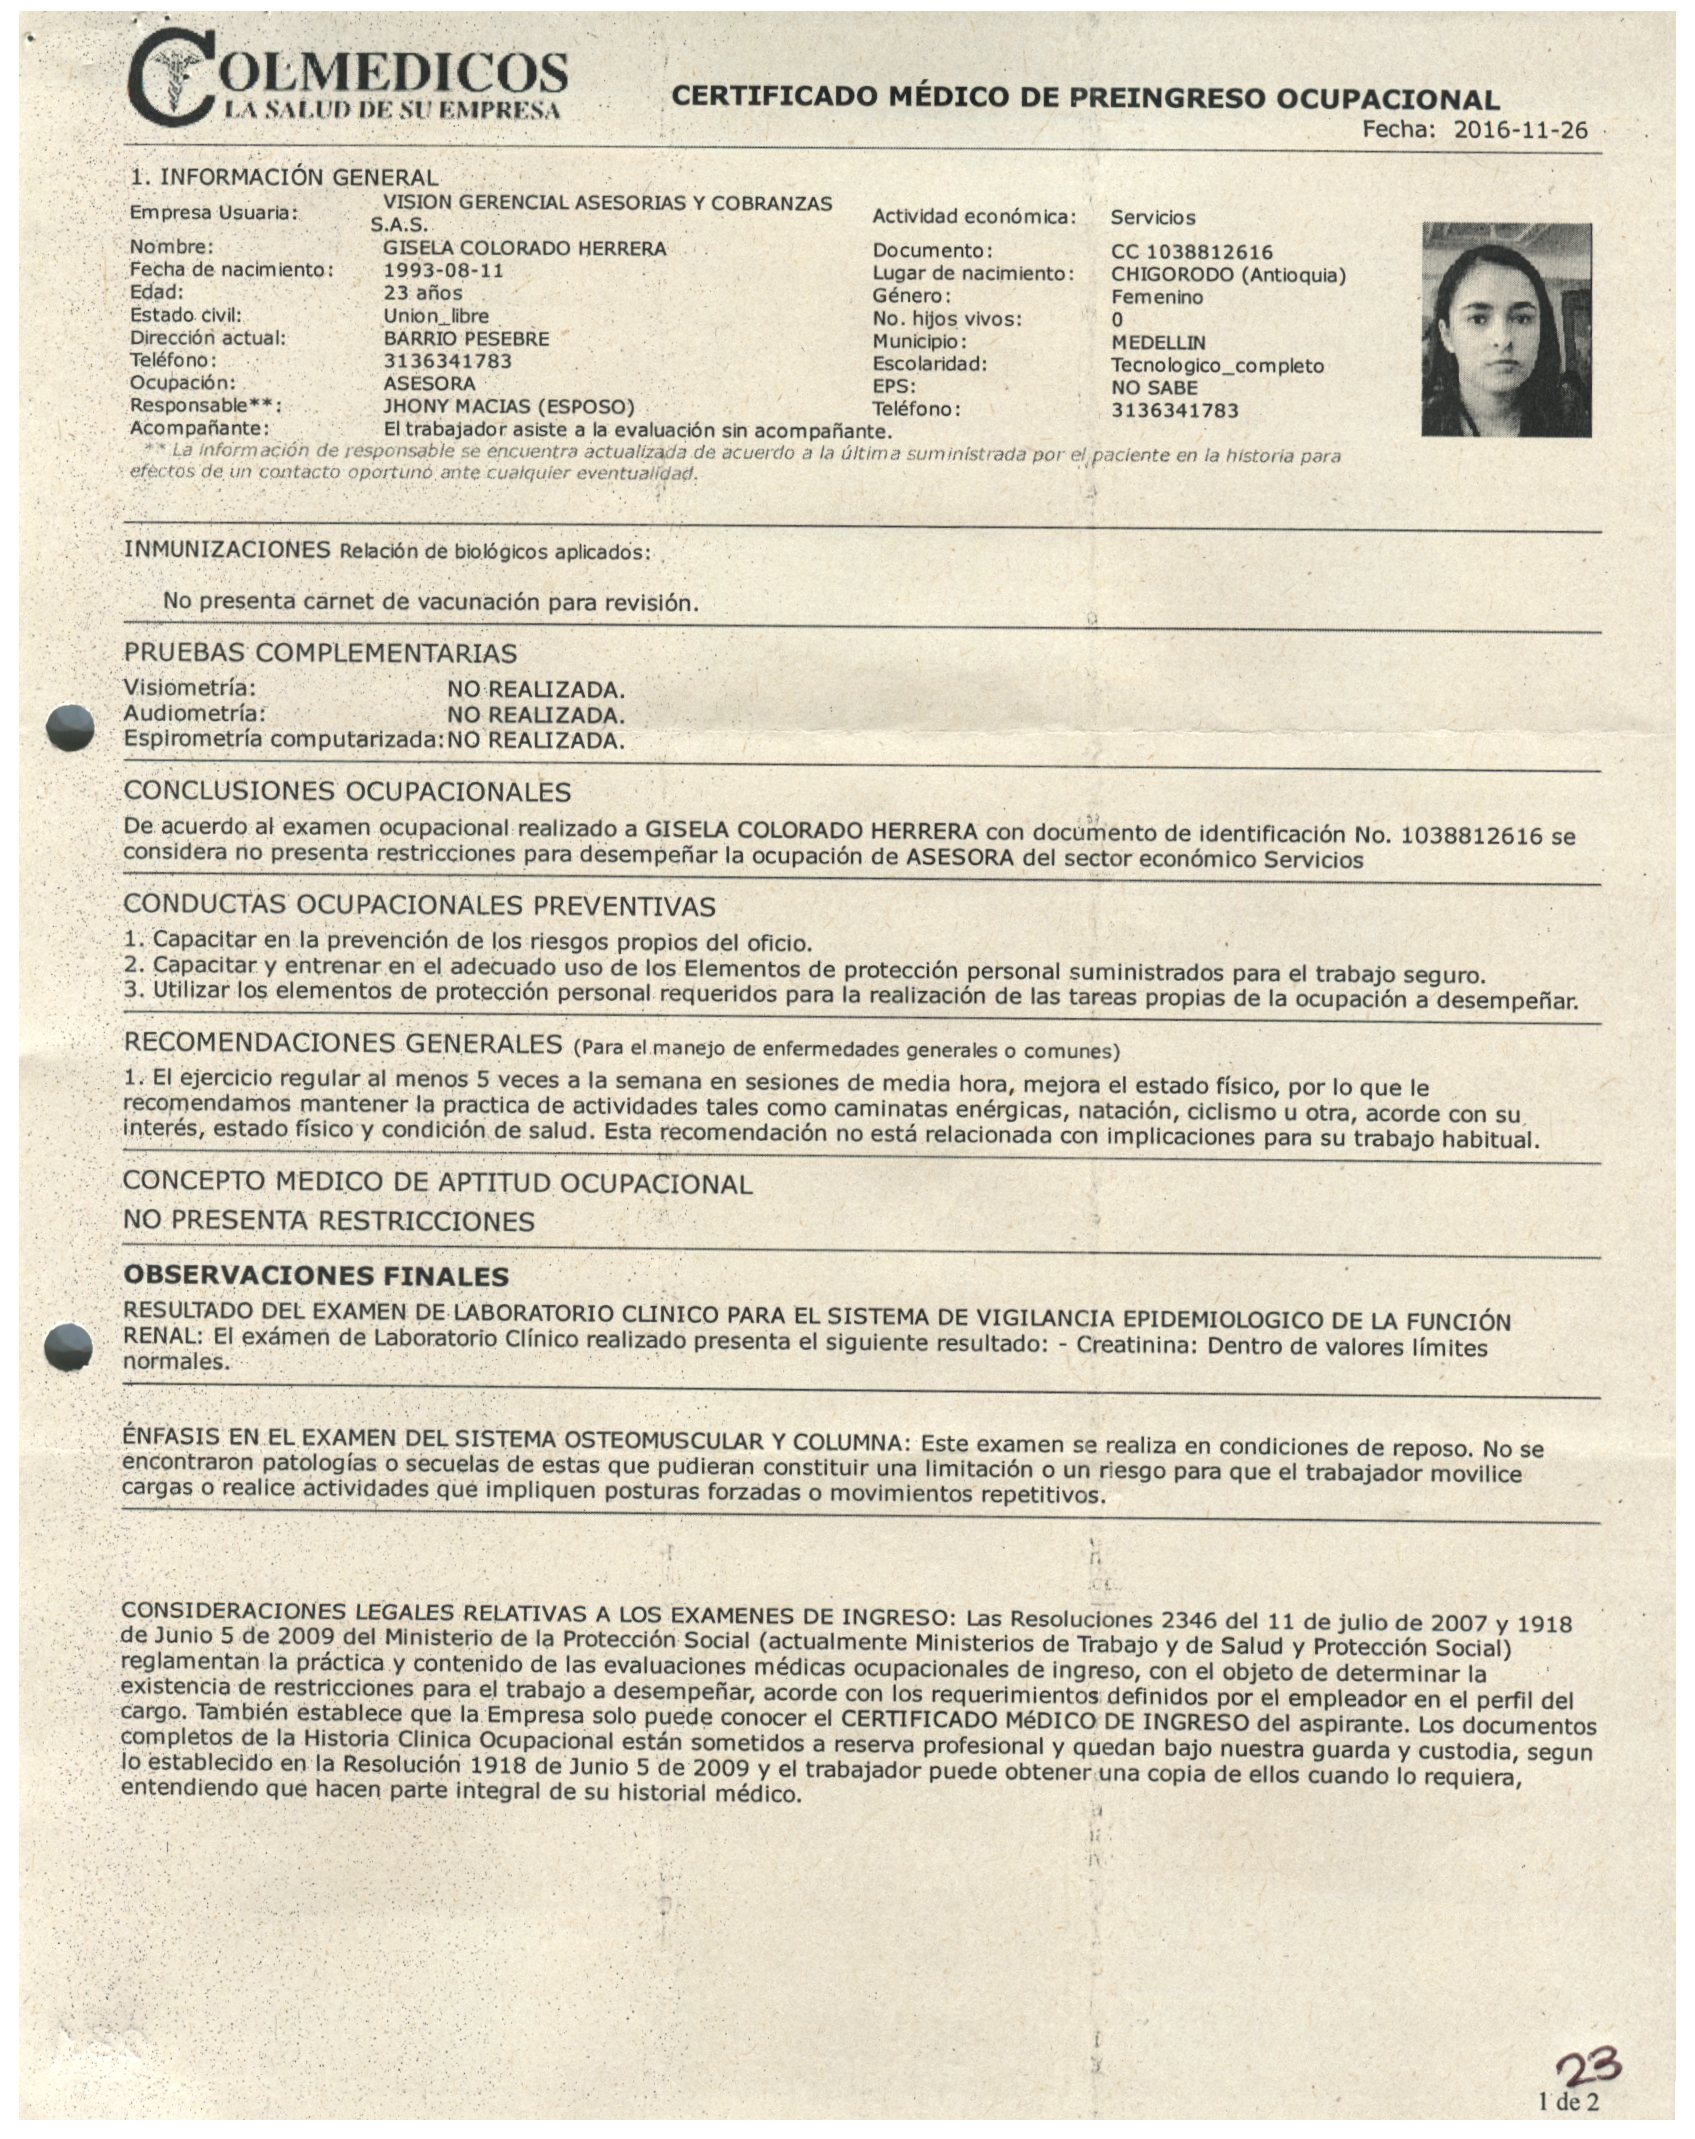 COLMEDICOS
LA SALUD DE SU EMPRESA
CERTIFICADO MÉDICO DE PREINGRESO OCUPACIONAL
Fecha: 2016-11-26
1. INFORMACIÓN GENERAL
Empresa Usuaria: VISION GERENCIAL ASESORIAS Y COBRANZAS S.A.S. Actividad económica: Servicios
Nombre: GISELA COLORADO HERRERA Documento: CC 1038812616
Fecha de nacimiento: 1993-08-11 Lugar de nacimiento: CHIGORODO (Antioquia)
Edad: 23 años Género: Femenino
Estado civil: Union_libre No. hijos vivos: 0
Dirección actual: BARRIO PESEBRE Municipio: MEDELLIN
Teléfono: 3136341783 Escolaridad: Tecnologico_completo
Ocupación: ASESORA EPS: NO SABE
Responsable**: JHONY MACIAS (ESPOSO) Teléfono: 3136341783
Acompañante: El trabajador asiste a la evaluación sin acompañante.
** La información de responsable se encuentra actualizada de acuerdo a la última suministrada por el paciente en la historia para
efectos de un contacto oportuno ante cualquier eventualidad.
INMUNIZACIONES Relación de biológicos aplicados:
No presenta carnet de vacunación para revisión.
PRUEBAS COMPLEMENTARIAS
Visiometría: NO REALIZADA.
Audiometría: NO REALIZADA.
Espirometría computarizada: NO REALIZADA.
CONCLUSIONES OCUPACIONALES
De acuerdo al examen ocupacional realizado a GISELA COLORADO HERRERA con documento de identificación No. 1038812616 se
considera no presenta restricciones para desempeñar la ocupación de ASESORA del sector económico Servicios
CONDUCTAS OCUPACIONALES PREVENTIVAS
1. Capacitar en la prevención de los riesgos propios del oficio.
2. Capacitar y entrenar en el adecuado uso de los Elementos de protección personal suministrados para el trabajo seguro.
3. Utilizar los elementos de protección personal requeridos para la realización de las tareas propias de la ocupación a desempeñar.
RECOMENDACIONES GENERALES (Para el manejo de enfermedades generales o comunes)
1. El ejercicio regular al menos 5 veces a la semana en sesiones de media hora, mejora el estado físico, por lo que le
recomendamos mantener la practica de actividades tales como caminatas enérgicas, natación, ciclismo u otra, acorde con su
interés, estado físico y condición de salud. Esta recomendación no está relacionada con implicaciones para su trabajo habitual.
CONCEPTO MEDICO DE APTITUD OCUPACIONAL
NO PRESENTA RESTRICCIONES
OBSERVACIONES FINALES
RESULTADO DEL EXAMEN DE LABORATORIO CLINICO PARA EL SISTEMA DE VIGILANCIA EPIDEMIOLOGICO DE LA FUNCIÓN
RENAL: El exámen de Laboratorio Clínico realizado presenta el siguiente resultado: - Creatinina: Dentro de valores límites
normales.
ÉNFASIS EN EL EXAMEN DEL SISTEMA OSTEOMUSCULAR Y COLUMNA: Este examen se realiza en condiciones de reposo. No se
encontraron patologías o secuelas de estas que pudieran constituir una limitación o un riesgo para que el trabajador movilice
cargas o realice actividades que impliquen posturas forzadas o movimientos repetitivos.
CONSIDERACIONES LEGALES RELATIVAS A LOS EXAMENES DE INGRESO: Las Resoluciones 2346 del 11 de julio de 2007 y 1918
de Junio 5 de 2009 del Ministerio de la Protección Social (actualmente Ministerios de Trabajo y de Salud y Protección Social)
reglamentan la práctica y contenido de las evaluaciones médicas ocupacionales de ingreso, con el objeto de determinar la
existencia de restricciones para el trabajo a desempeñar, acorde con los requerimientos definidos por el empleador en el perfil del
cargo. También establece que la Empresa solo puede conocer el CERTIFICADO MéDICO DE INGRESO del aspirante. Los documentos
completos de la Historia Clinica Ocupacional están sometidos a reserva profesional y quedan bajo nuestra guarda y custodia, segun
lo establecido en la Resolución 1918 de Junio 5 de 2009 y el trabajador puede obtener una copia de ellos cuando lo requiera,
entendiendo que hacen parte integral de su historial médico.
23
1 de 2